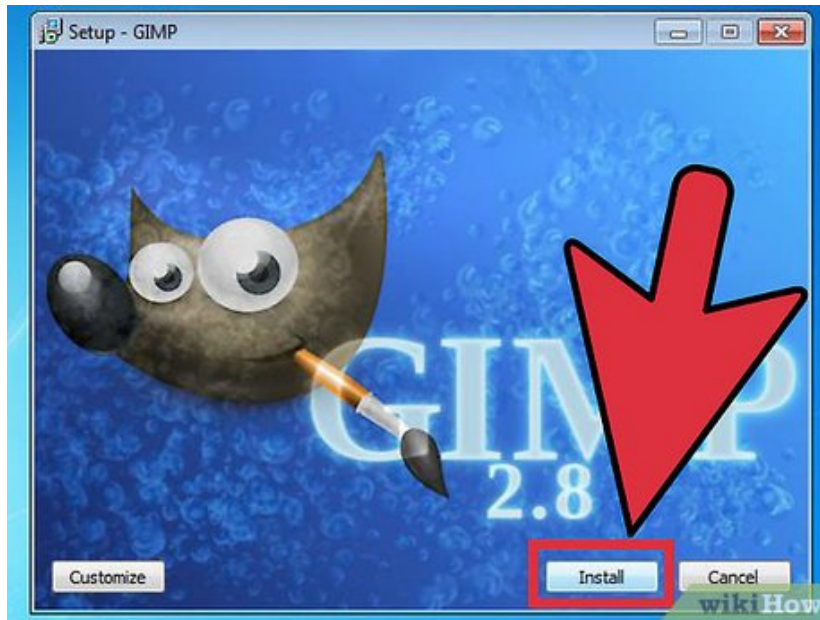 Setup - GIMP
GIMP
2.8
Customize
Install
Cancel
wikiHow